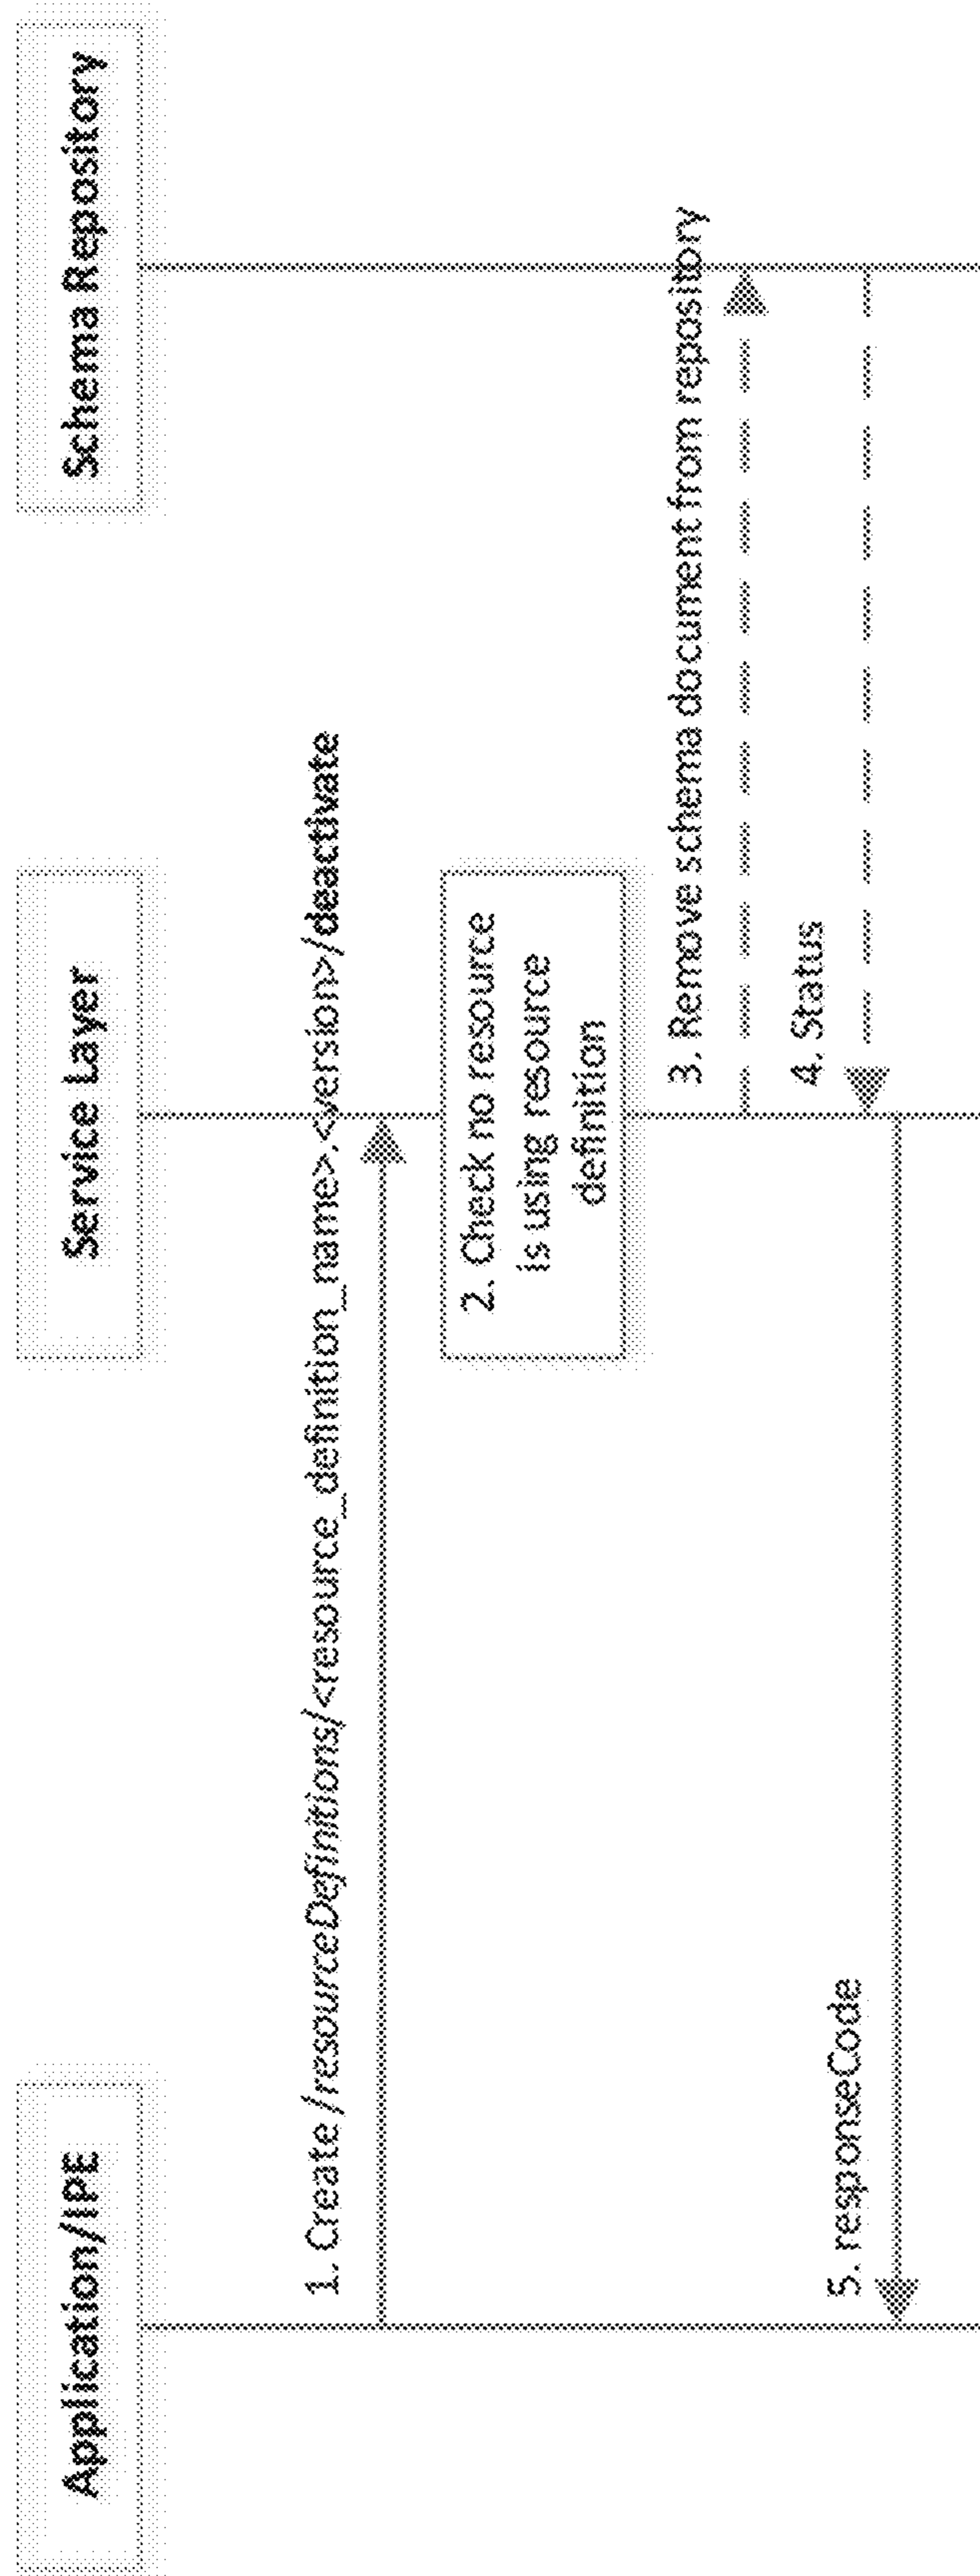 Application/IPE
Service Layer
Schema Repository
1. Create /resourceDefinitions/<resource_definition_name>.<version>/deactivate
2. Check no resource
is using resource
definition
3. Remove schema document from repository
4. Status
5. responseCode